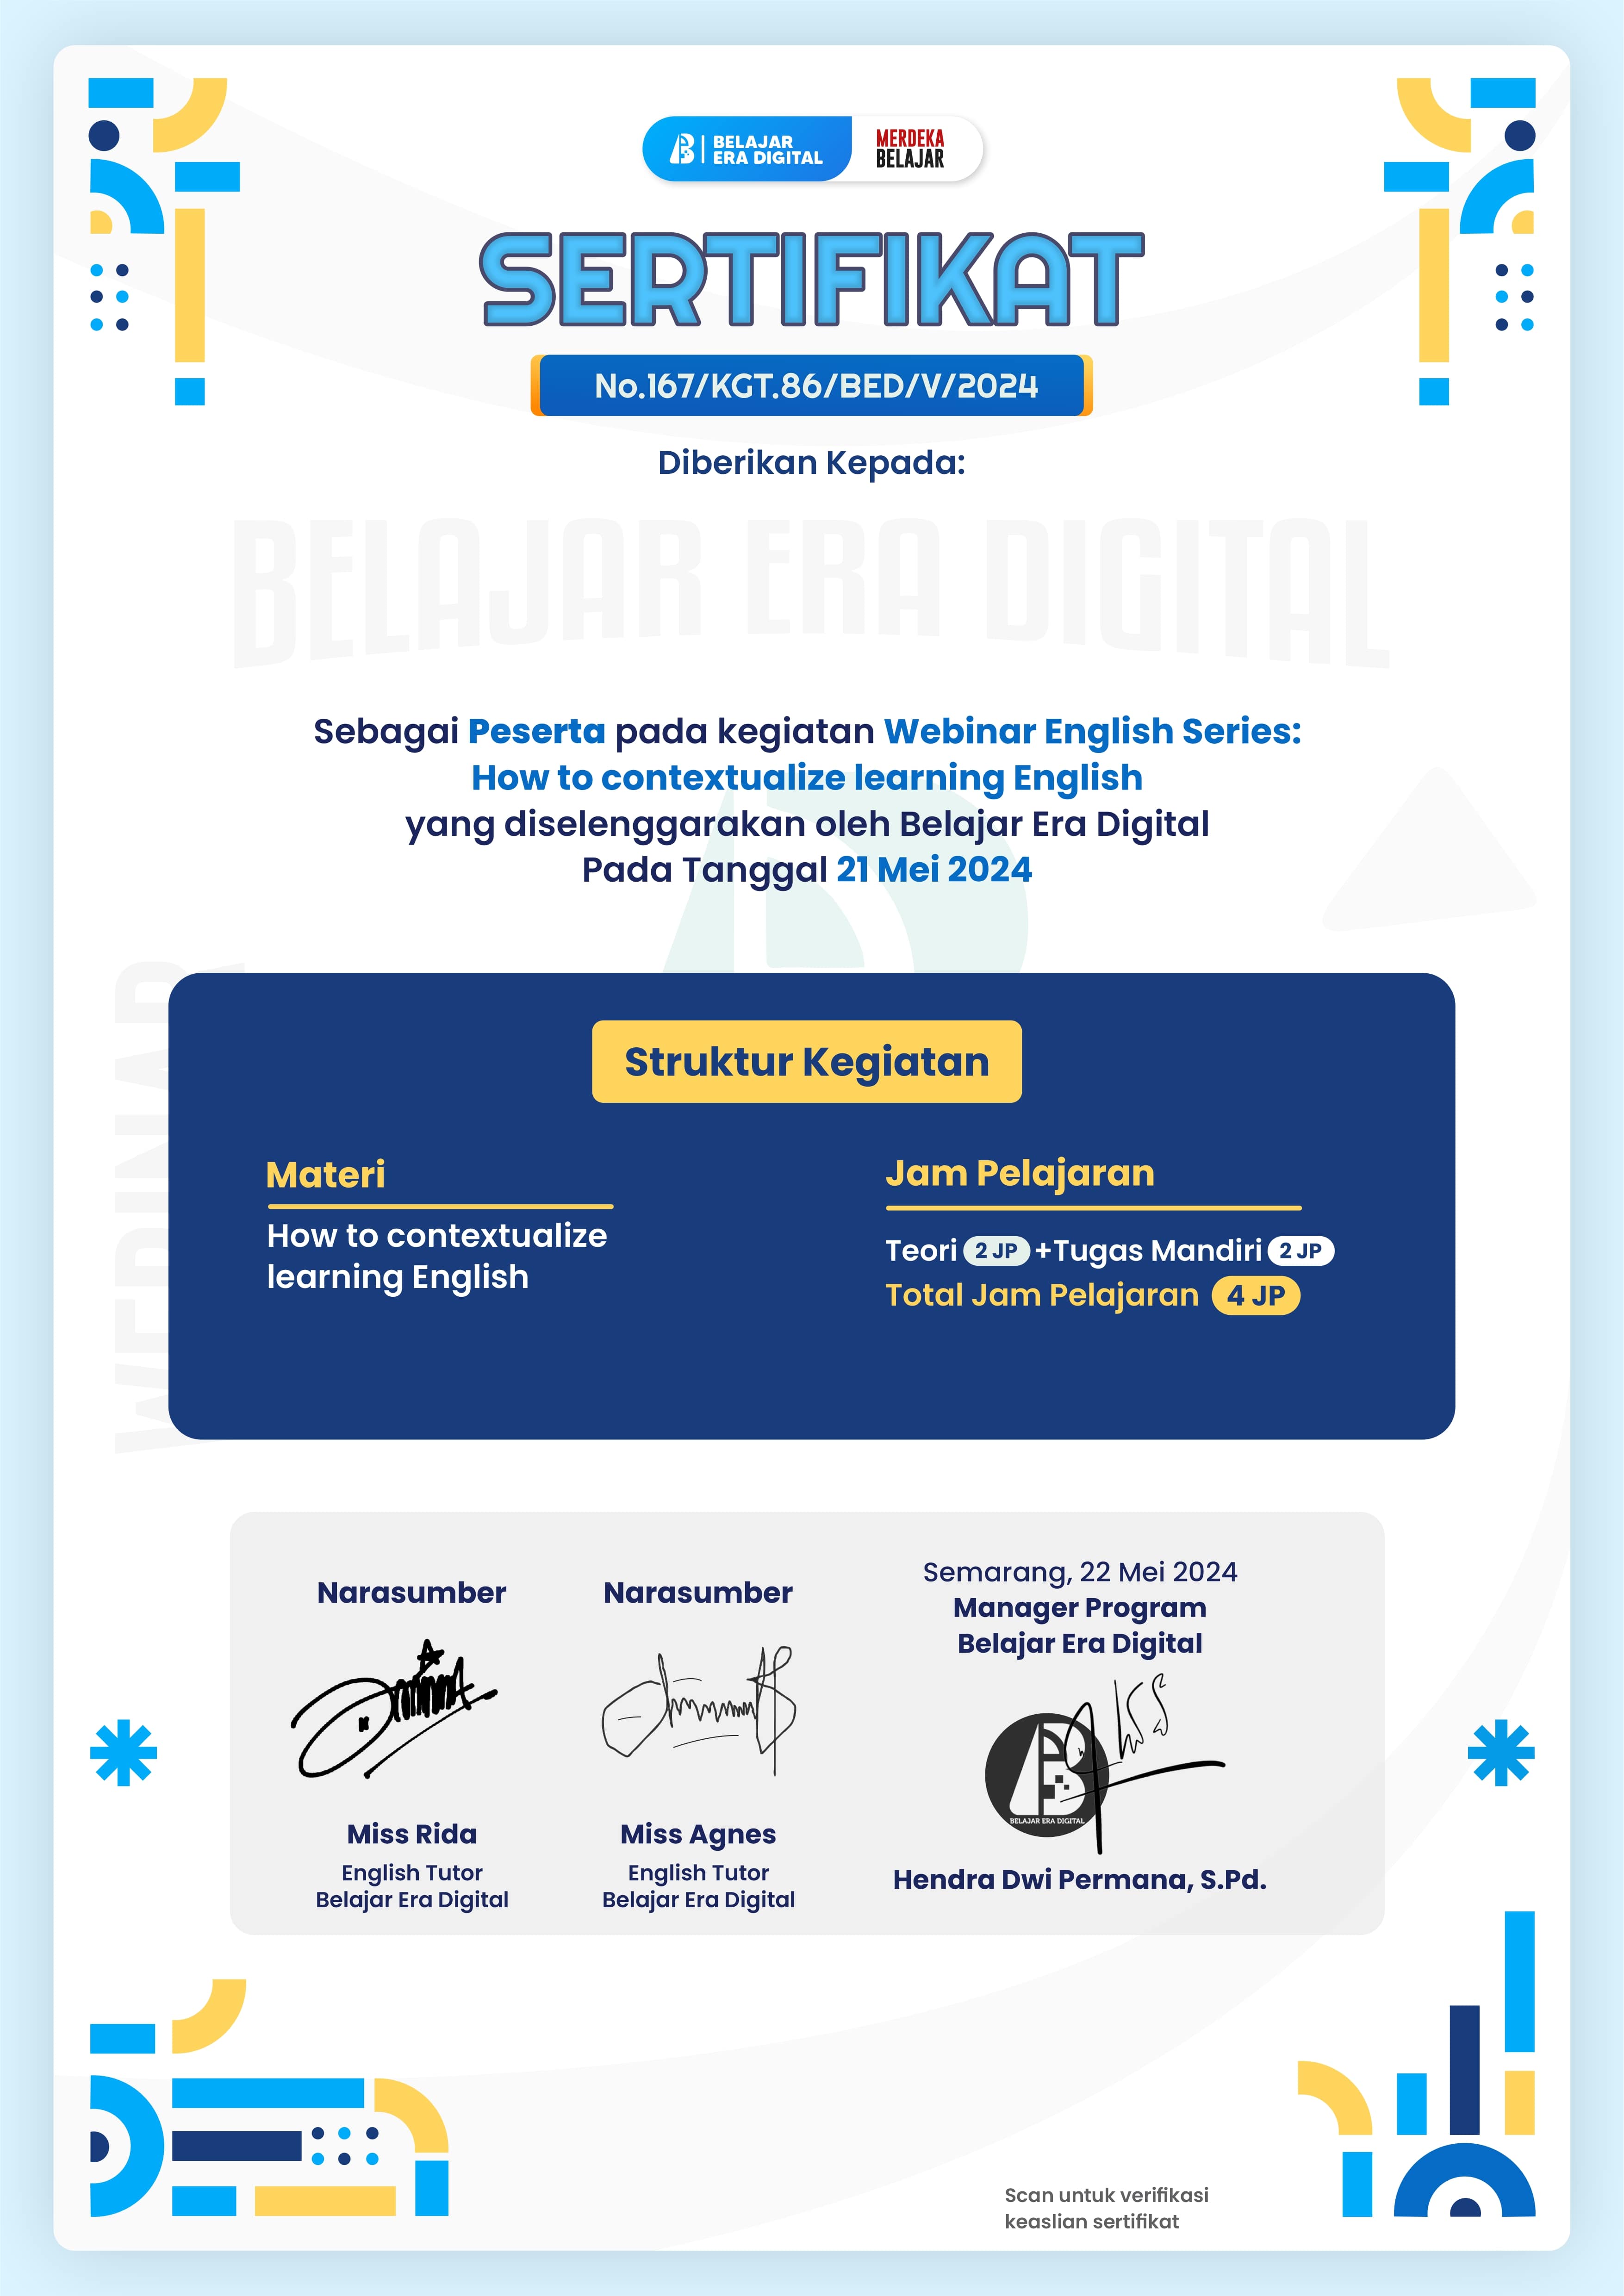 BELAJAR
ERA DIGITAL
MERDEKA
BELAJAR
SERTIFIKAT
No.167/KGT.86/BED/V/2024
Diberikan Kepada:
BELAJAR ERA DIGITAL
Sebagai Peserta pada kegiatan Webinar English Series:
How to contextualize learning English
yang diselenggarakan oleh Belajar Era Digital
Pada Tanggal 21 Mei 2024
WEBINAR
Struktur Kegiatan
Materi
How to contextualize
learning English
Jam Pelajaran
Teori 2 JP +Tugas Mandiri 2 JP
Total Jam Pelajaran 4 JP
Narasumber
Miss Rida
English Tutor
Belajar Era Digital
Narasumber
Miss Agnes
English Tutor
Belajar Era Digital
Semarang, 22 Mei 2024
Manager Program
Belajar Era Digital
BELAJAR ERA DIGITAL
Hendra Dwi Permana, S.Pd.
Scan untuk verifikasi
keaslian sertifikat